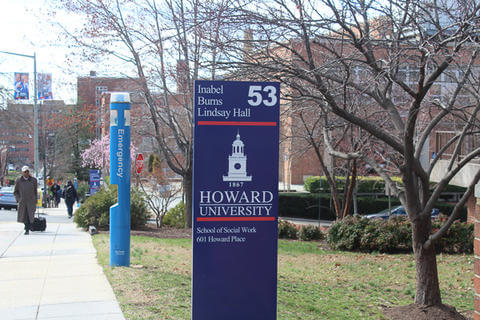 Inabel
Burns
Lindsay Hall
53
1867
HOWARD
UNIVERSITY
School of Social Work
601 Howard Place
Emergency